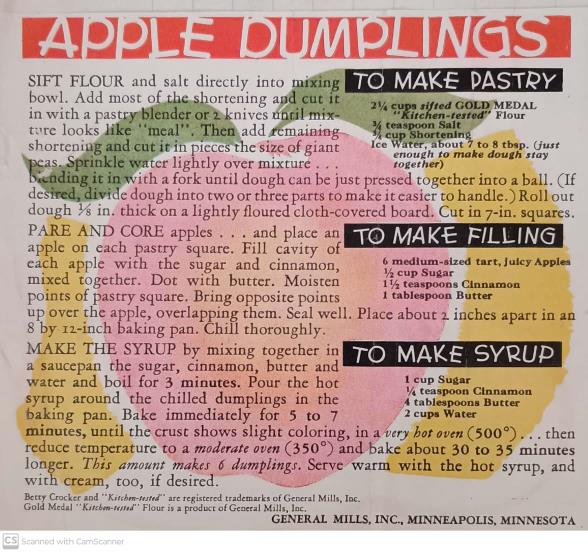 APPLE DUMPLINGS
SIFT FLOUR and salt directly into mixing
bowl. Add most of the shortening and cut it
in with a pastry blender or 2 knives until mix-
ture looks like "meal". Then add remaining
shortening and cut it in pieces the size of giant
peas. Sprinkle water lightly over mixture . . .
TO MAKE PASTRY
2¼ cups sifted GOLD MEDAL
"Kitchen-tested" Flour
¾ teaspoon Salt
¾ cup Shortening
Ice Water, about 7 to 8 tbsp. (just
enough to make dough stay
together)
blending it in with a fork until dough can be just pressed together into a ball. (If
desired, divide dough into two or three parts to make it easier to handle.) Roll out
dough ⅛ in. thick on a lightly floured cloth-covered board. Cut in 7-in. squares.
PARE AND CORE apples . . . and place an
apple on each pastry square. Fill cavity of
each apple with the sugar and cinnamon,
mixed together. Dot with butter. Moisten
points of pastry square. Bring opposite points
TO MAKE FILLING
6 medium-sized tart, juicy Apples
½ cup Sugar
1½ teaspoons Cinnamon
1 tablespoon Butter
up over the apple, overlapping them. Seal well. Place about 2 inches apart in an
8 by 12-inch baking pan. Chill thoroughly.
MAKE THE SYRUP by mixing together in
a saucepan the sugar, cinnamon, butter and
water and boil for 3 minutes. Pour the hot
syrup around the chilled dumplings in the
baking pan. Bake immediately for 5 to 7
TO MAKE SYRUP
1 cup Sugar
¼ teaspoon Cinnamon
4 tablespoons Butter
2 cups Water
minutes, until the crust shows slight coloring, in a very hot oven (500°) . . . then
reduce temperature to a moderate oven (350°) and bake about 30 to 35 minutes
longer. This amount makes 6 dumplings. Serve warm with the hot syrup, and
with cream, too, if desired.
Betty Crocker and "Kitchen-tested" are registered trademarks of General Mills, Inc.
Gold Medal "Kitchen-tested" Flour is a product of General Mills, Inc.
GENERAL MILLS, INC., MINNEAPOLIS, MINNESOTA
CS Scanned with CamScanner